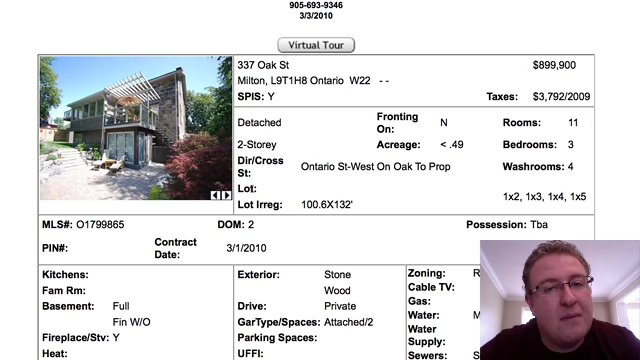 905-693-9346
3/3/2010
Virtual Tour
337 Oak St $899,900
Milton, L9T1H8 Ontario W22 - -
SPIS: Y Taxes: $3,792/2009
Detached Fronting On: N Rooms: 11
2-Storey Acreage: < .49 Bedrooms: 3
Dir/Cross St: Ontario St-West On Oak To Prop Washrooms: 4
Lot: 1x2, 1x3, 1x4, 1x5
Lot Irreg: 100.6X132'
MLS#: O1799865 DOM: 2 Possession: Tba
PIN#: Contract Date: 3/1/2010
Kitchens: Exterior: Stone Zoning: R
Fam Rm: Wood Cable TV:
Basement: Full Drive: Private Gas:
Fin W/O GarType/Spaces: Attached/2 Water: M
Fireplace/Stv: Y Parking Spaces: Water Supply:
Heat: UFFI: Sewers: S